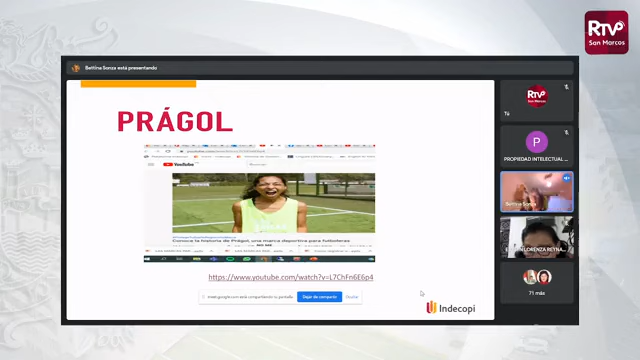 RTV
San Marcos
Bettina Sonza está presentando
PRÁGOL
YouTube
Conoce la historia de Prágol, una marca deportiva para futbolistas
https://www.youtube.com/watch?v=L7ChFn6E6p4
meet.google.com está compartiendo tu pantalla
Dejar de compartir
Ocultar
Indecopi
RTV
San Marcos
Tú
P
PROPIEDAD INTELECTUAL ...
Bettina Sonza
LORENZA REYNA...
71 más